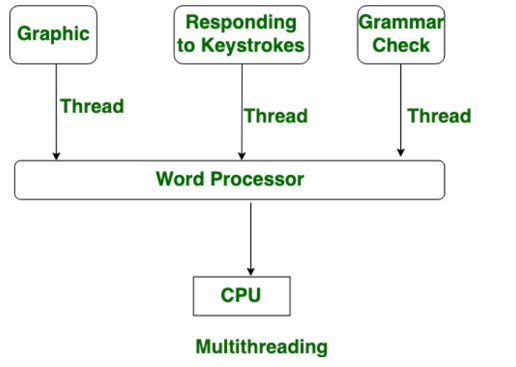 Graphic
Responding
to Keystrokes
Grammar
Check
Thread
Thread
Thread
Word Processor
CPU
Multithreading